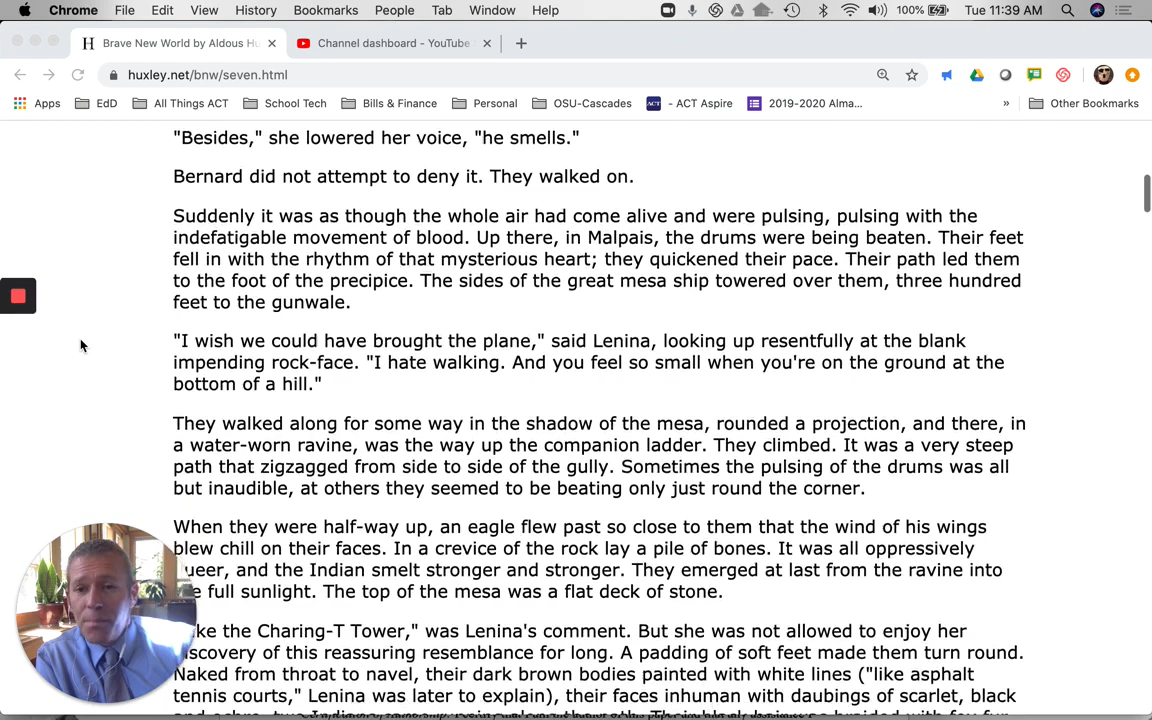 Chrome File Edit View History Bookmarks People Tab Window Help 100% Tue 11:39 AM
H Brave New World by Aldous Hu Channel dashboard - YouTube
huxley.net/bnw/seven.html
Apps EdD All Things ACT School Tech Bills & Finance Personal OSU-Cascades ACT - ACT Aspire 2019-2020 Alma... » Other Bookmarks
"Besides," she lowered her voice, "he smells."
Bernard did not attempt to deny it. They walked on.
Suddenly it was as though the whole air had come alive and were pulsing, pulsing with the
indefatigable movement of blood. Up there, in Malpais, the drums were being beaten. Their feet
fell in with the rhythm of that mysterious heart; they quickened their pace. Their path led them
to the foot of the precipice. The sides of the great mesa ship towered over them, three hundred
feet to the gunwale.
"I wish we could have brought the plane," said Lenina, looking up resentfully at the blank
impending rock-face. "I hate walking. And you feel so small when you're on the ground at the
bottom of a hill."
They walked along for some way in the shadow of the mesa, rounded a projection, and there, in
a water-worn ravine, was the way up the companion ladder. They climbed. It was a very steep
path that zigzagged from side to side of the gully. Sometimes the pulsing of the drums was all
but inaudible, at others they seemed to be beating only just round the corner.
When they were half-way up, an eagle flew past so close to them that the wind of his wings
blew chill on their faces. In a crevice of the rock lay a pile of bones. It was all oppressively
ueer, and the Indian smelt stronger and stronger. They emerged at last from the ravine into
e full sunlight. The top of the mesa was a flat deck of stone.
ke the Charing-T Tower," was Lenina's comment. But she was not allowed to enjoy her
iscovery of this reassuring resemblance for long. A padding of soft feet made them turn round.
Naked from throat to navel, their dark brown bodies painted with white lines ("like asphalt
tennis courts," Lenina was later to explain), their faces inhuman with daubings of scarlet, black